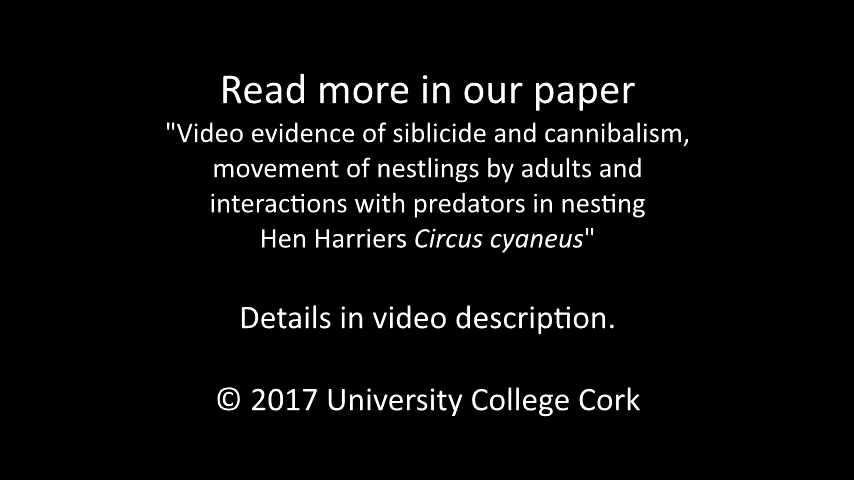 Read more in our paper
"Video evidence of siblicide and cannibalism,
movement of nestlings by adults and
interactions with predators in nesting
Hen Harriers Circus cyaneus"
Details in video description.
© 2017 University College Cork